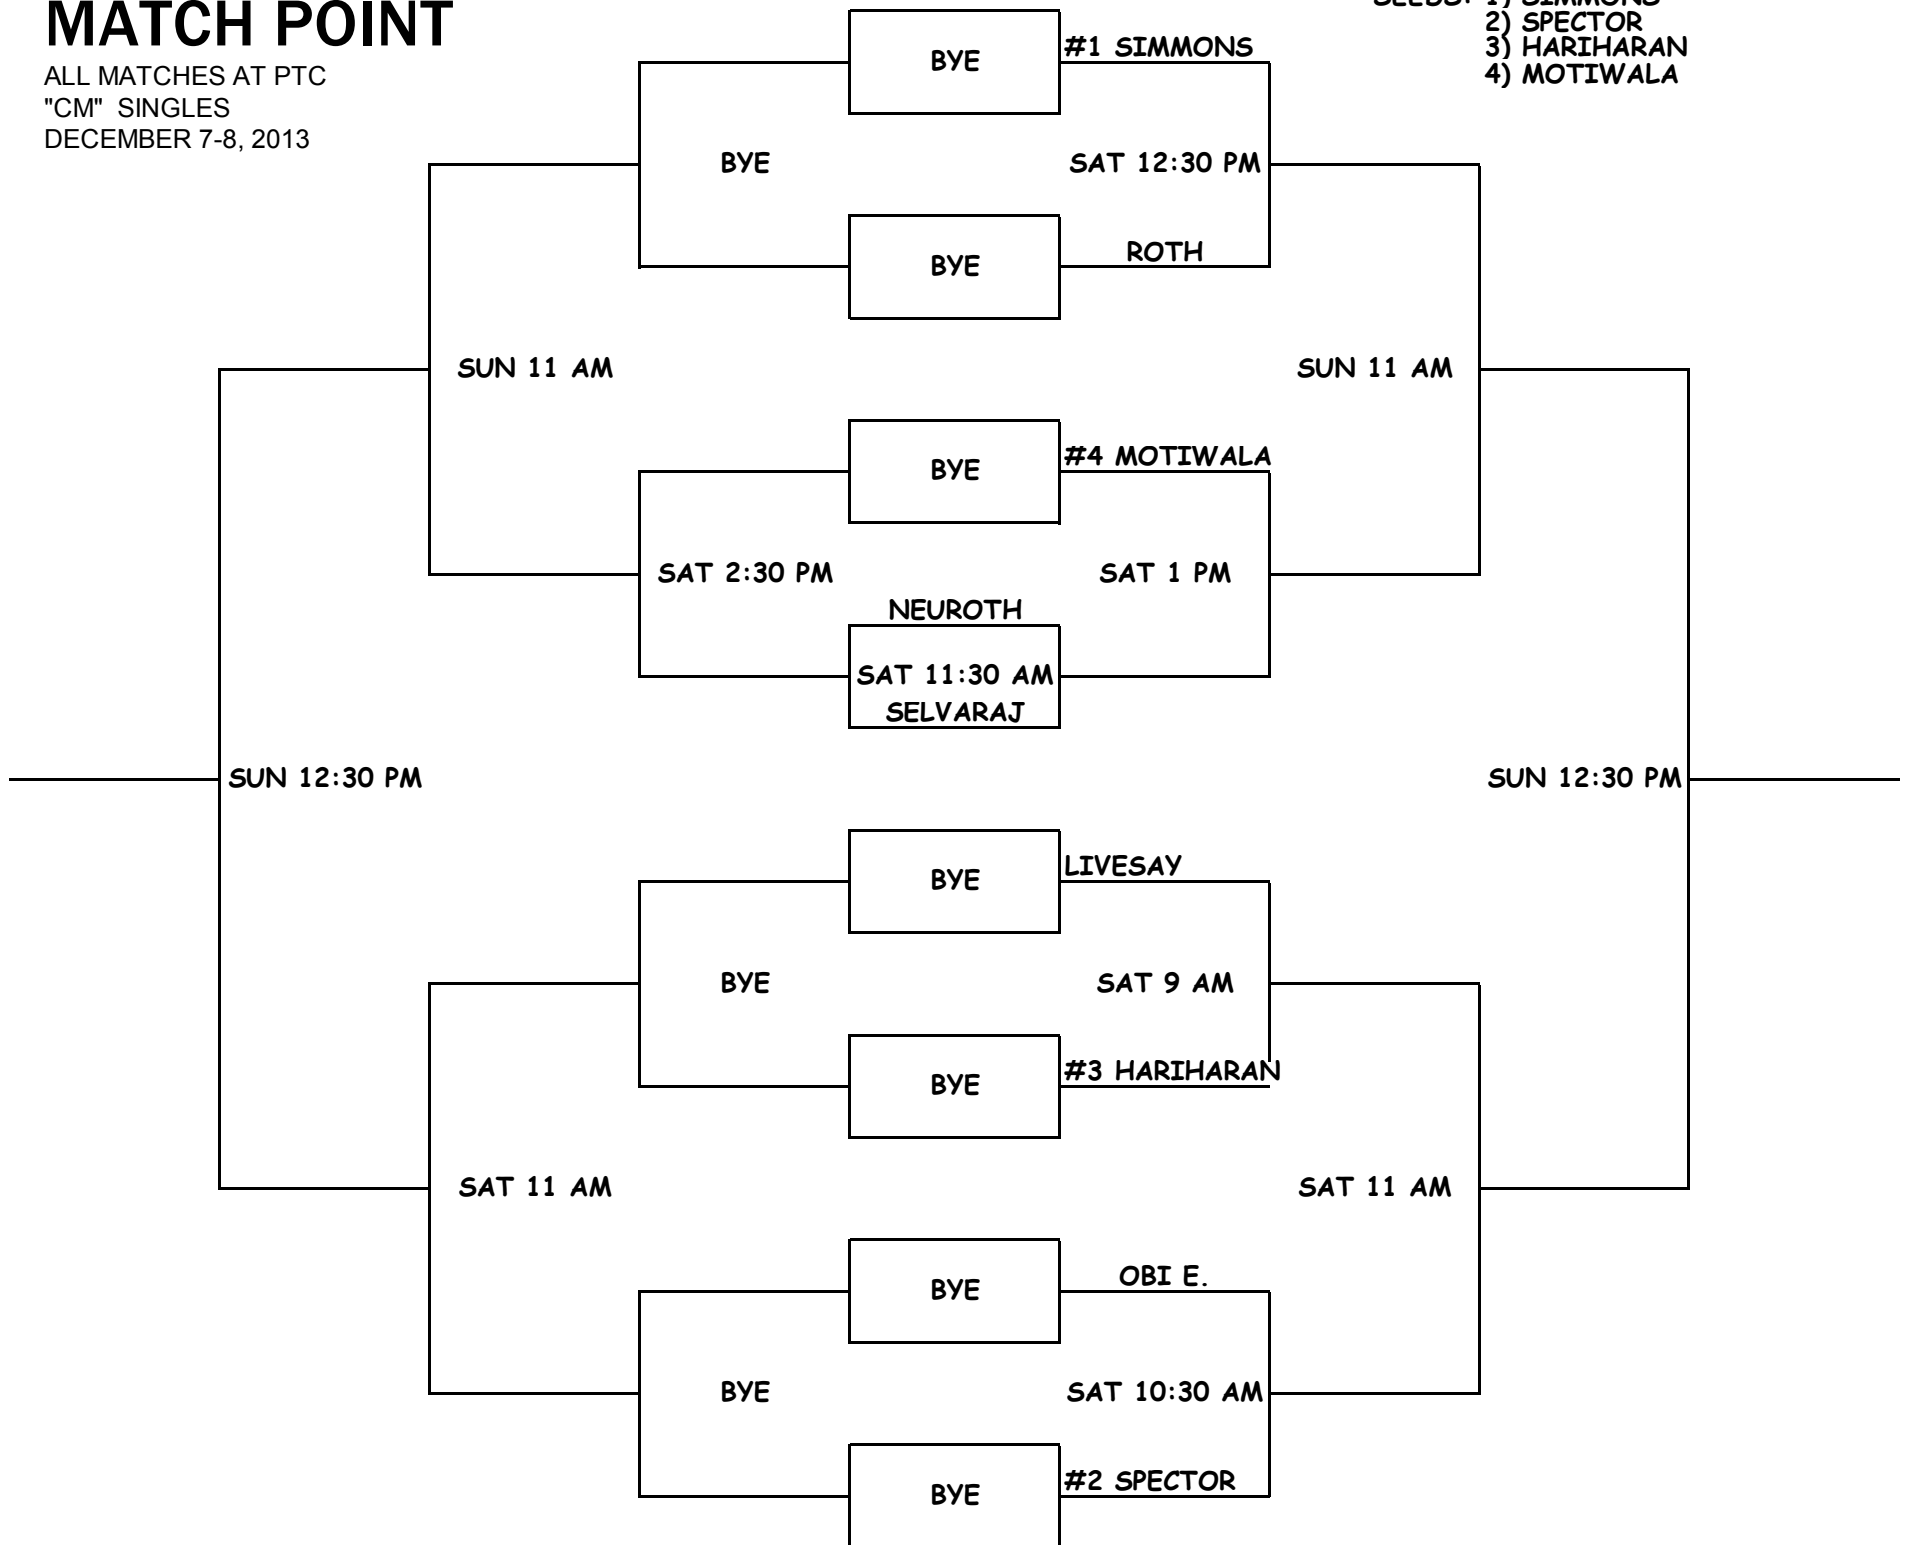 MATCH POINT
ALL MATCHES AT PTC
"CM" SINGLES
DECEMBER 7-8, 2013
SEEDS: 1) SIMMONS
2) SPECTOR
3) HARIHARAN
4) MOTIWALA
BYE
#1 SIMMONS
BYE
SAT 12:30 PM
BYE
ROTH
SUN 11 AM
SUN 11 AM
BYE
#4 MOTIWALA
SAT 2:30 PM
SAT 1 PM
NEUROTH
SAT 11:30 AM
SELVARAJ
SUN 12:30 PM
SUN 12:30 PM
BYE
LIVESAY
BYE
SAT 9 AM
BYE
#3 HARIHARAN
SAT 11 AM
SAT 11 AM
BYE
OBI E.
BYE
SAT 10:30 AM
BYE
#2 SPECTOR